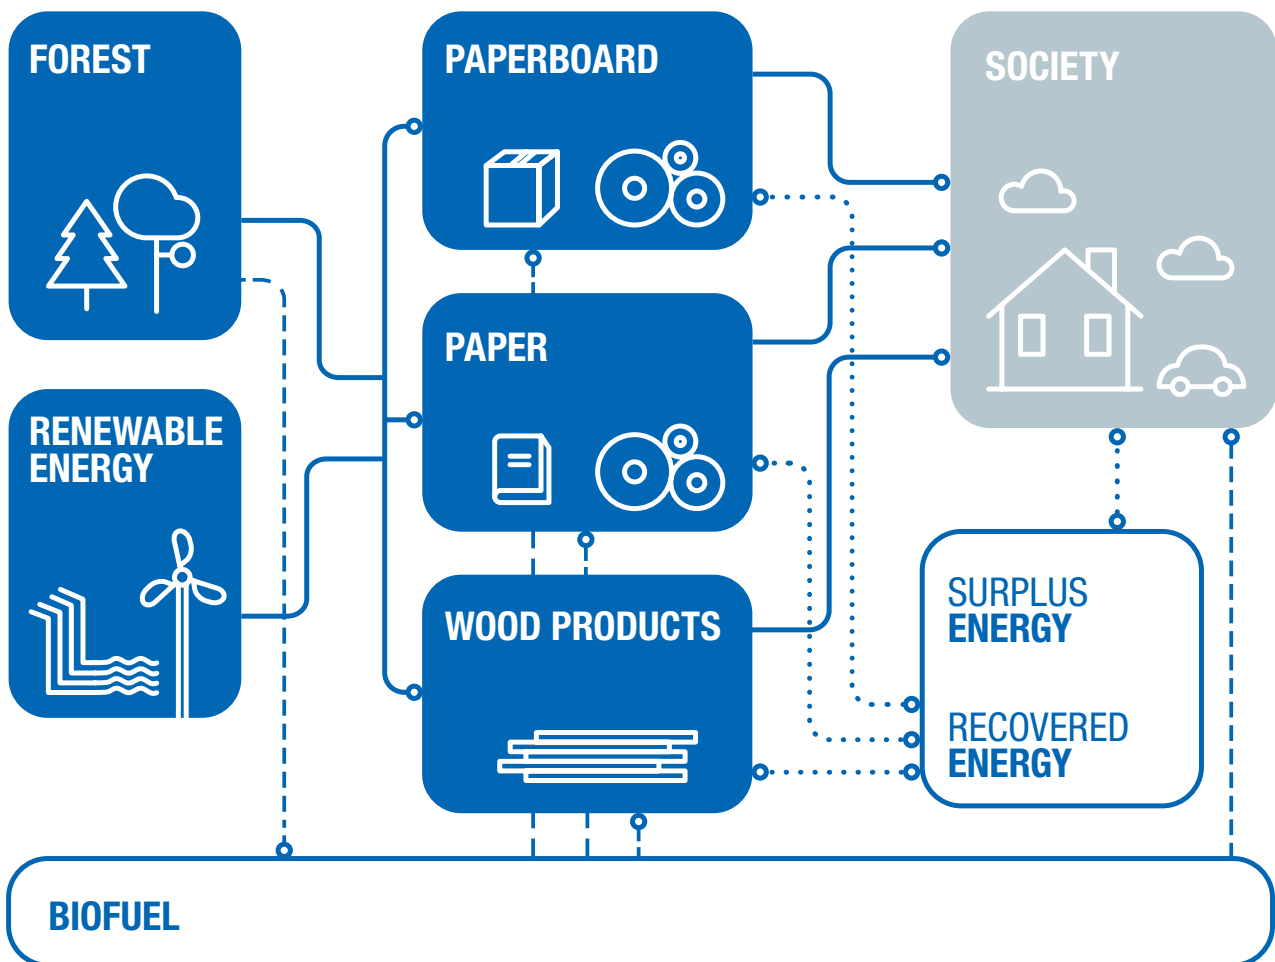 FOREST
PAPERBOARD
SOCIETY
PAPER
RENEWABLE
ENERGY
WOOD PRODUCTS
SURPLUS
ENERGY
RECOVERED
ENERGY
BIOFUEL